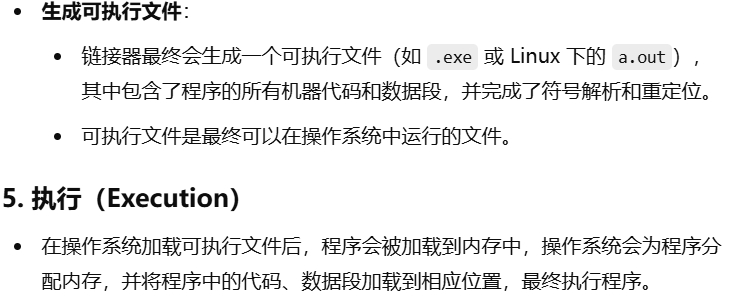 • 生成可执行文件：
• 链接器最终会生成一个可执行文件（如 .exe 或 Linux 下的 a.out），
其中包含了程序的所有机器代码和数据段，并完成了符号解析和重定位。
• 可执行文件是最终可以在操作系统中运行的文件。
5. 执行（Execution）
• 在操作系统加载可执行文件后，程序会被加载到内存中，操作系统会为程序分
配内存，并将程序中的代码、数据段加载到相应位置，最终执行程序。